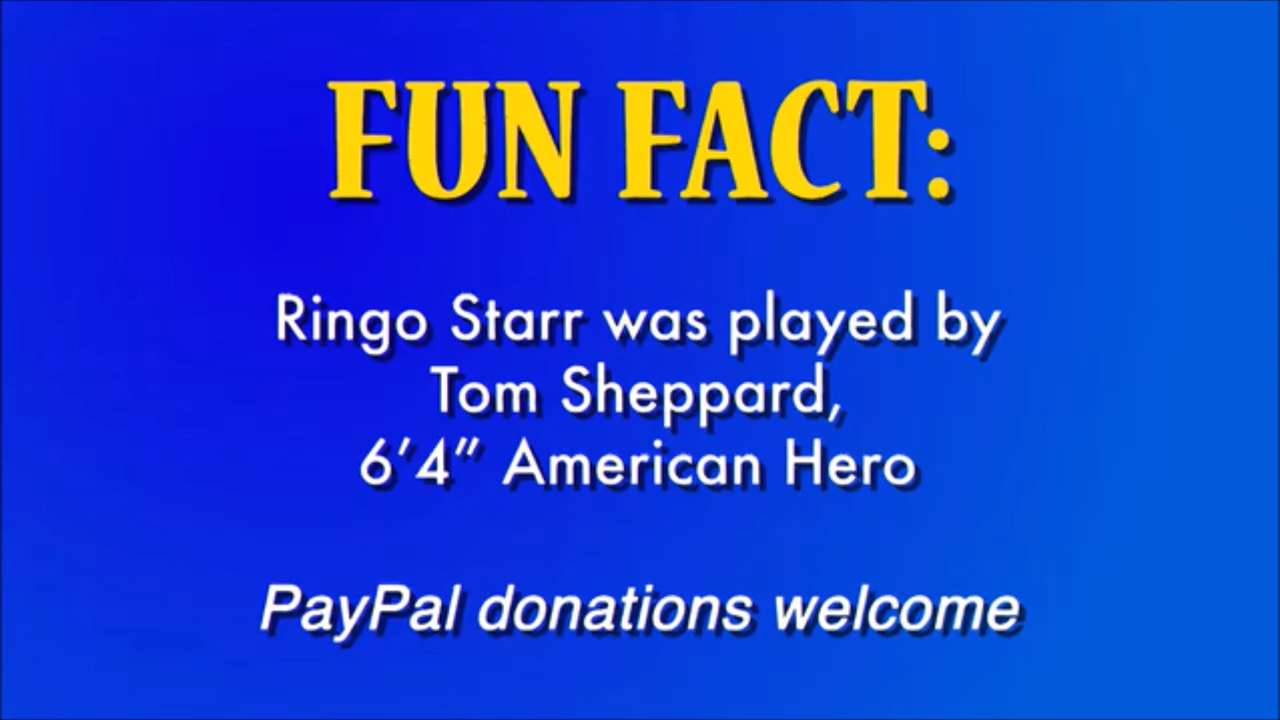 FUN FACT:
Ringo Starr was played by
Tom Sheppard,
6’4” American Hero
PayPal donations welcome